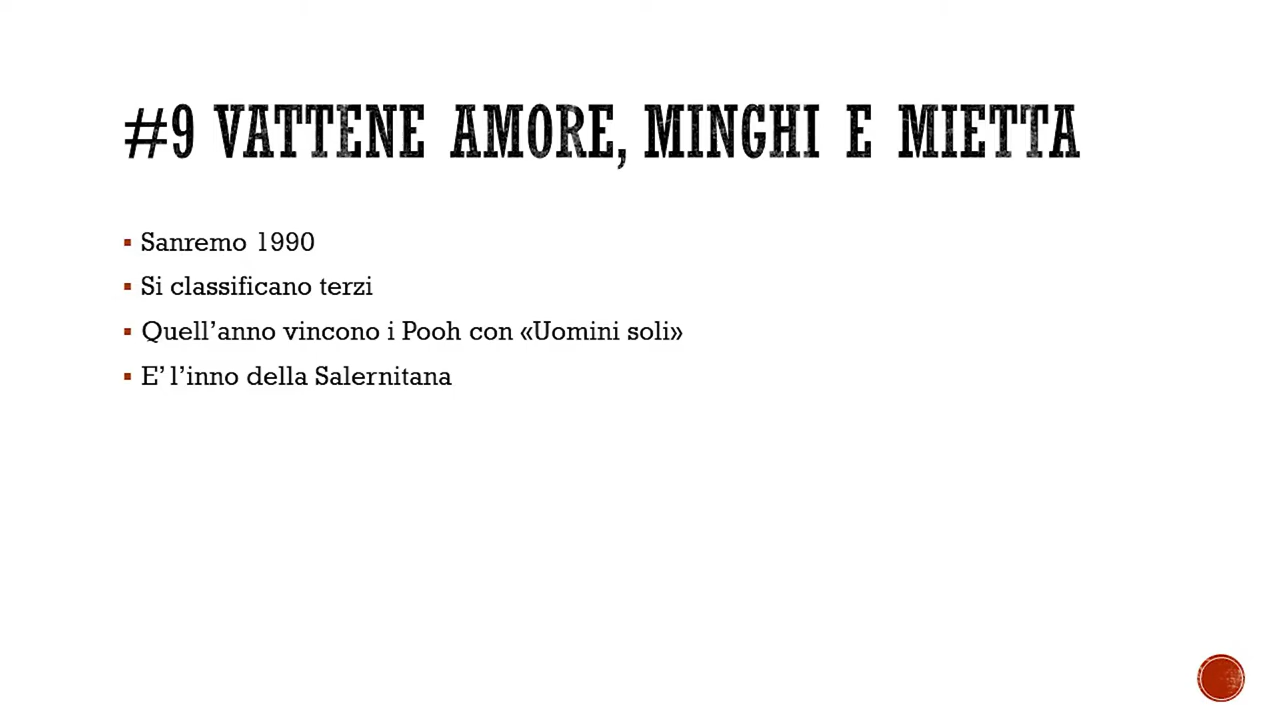 #9 VATTENE AMORE, MINGHI E MIETTA
Sanremo 1990
Si classificano terzi
Quell’anno vincono i Pooh con «Uomini soli»
E’ l’inno della Salernitana